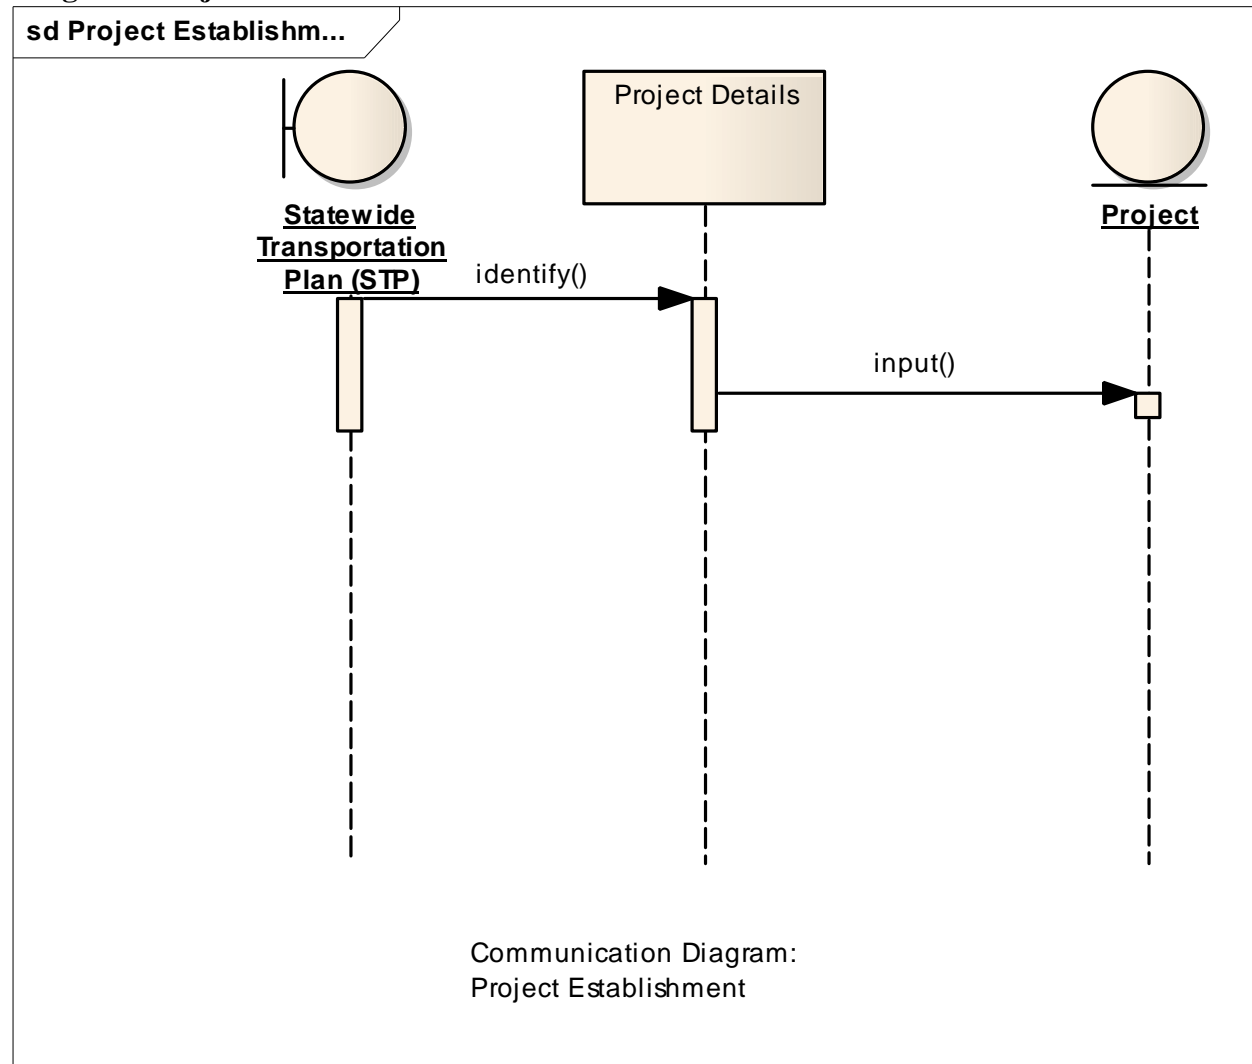 sd Project Establishm...
Project Details
Statewide
Transportation
Plan (STP)
Project
identify()
input()
Communication Diagram:
Project Establishment